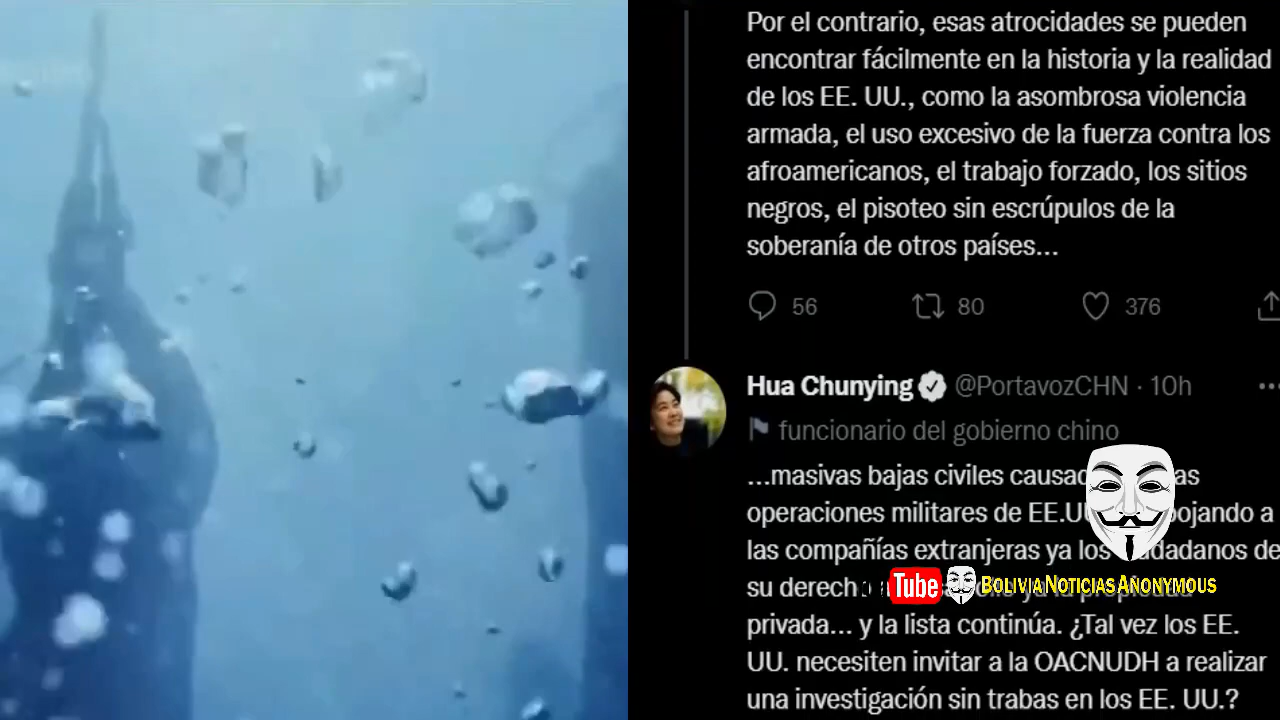 Por el contrario, esas atrocidades se pueden
encontrar fácilmente en la historia y la realidad
de los EE. UU., como la asombrosa violencia
armada, el uso excesivo de la fuerza contra los
afroamericanos, el trabajo forzado, los sitios
negros, el pisoteo sin escrúpulos de la
soberanía de otros países...
56 80 376
Hua Chunying @PortavozCHN · 10h
funcionario del gobierno chino
...masivas bajas civiles
operaciones militares de a
las compañías extranjeras ya los de
su
Tube BOLIVIA NOTICIAS ANONYMOUS
privada... y la lista continúa. ¿Tal vez los EE.
UU. necesiten invitar a la OACNUDH a realizar
una investigación sin trabas en los EE. UU.?